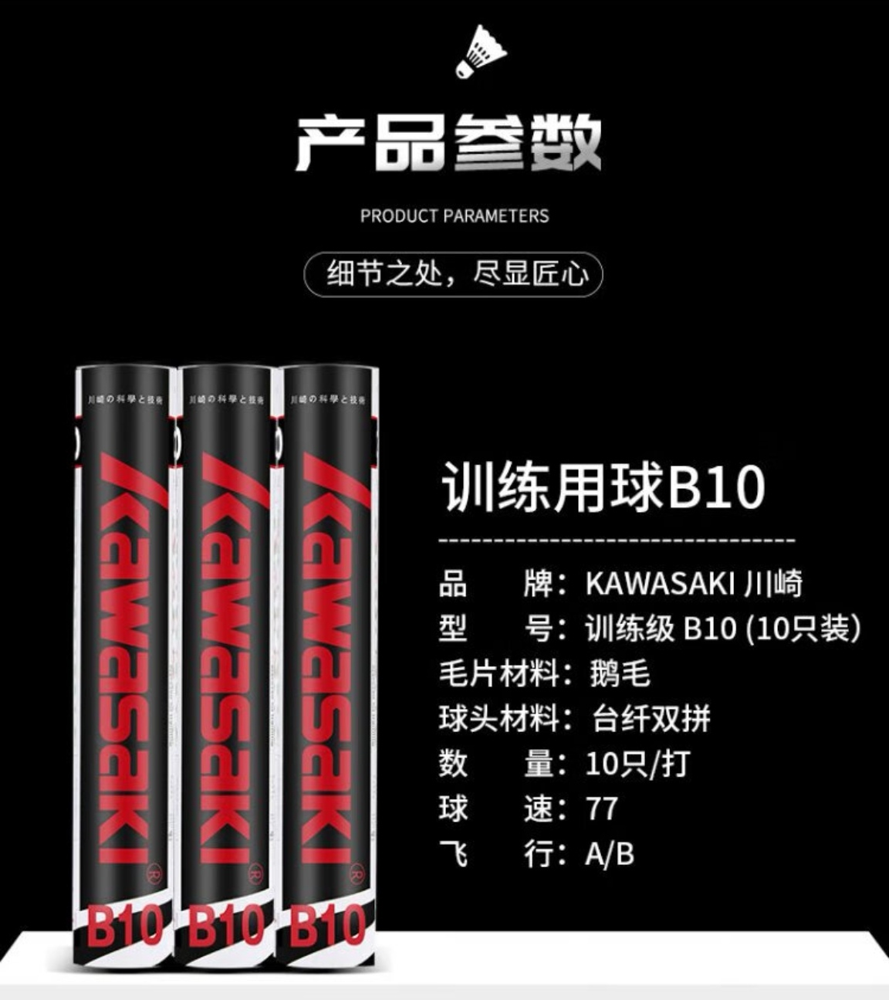 产品参数
PRODUCT PARAMETERS
细节之处，尽显匠心
川崎の科學と技術 川崎の科學と技術 川崎の科學と技術
Kawasaki® Kawasaki® Kawasaki®
B10 B10 B10
训练用球B10
--------------------------------
品 牌：KAWASAKI 川崎
型 号：训练级 B10 (10只装)
毛片材料：鹅毛
球头材料：台纤双拼
数 量：10只/打
球 速：77
飞 行：A/B